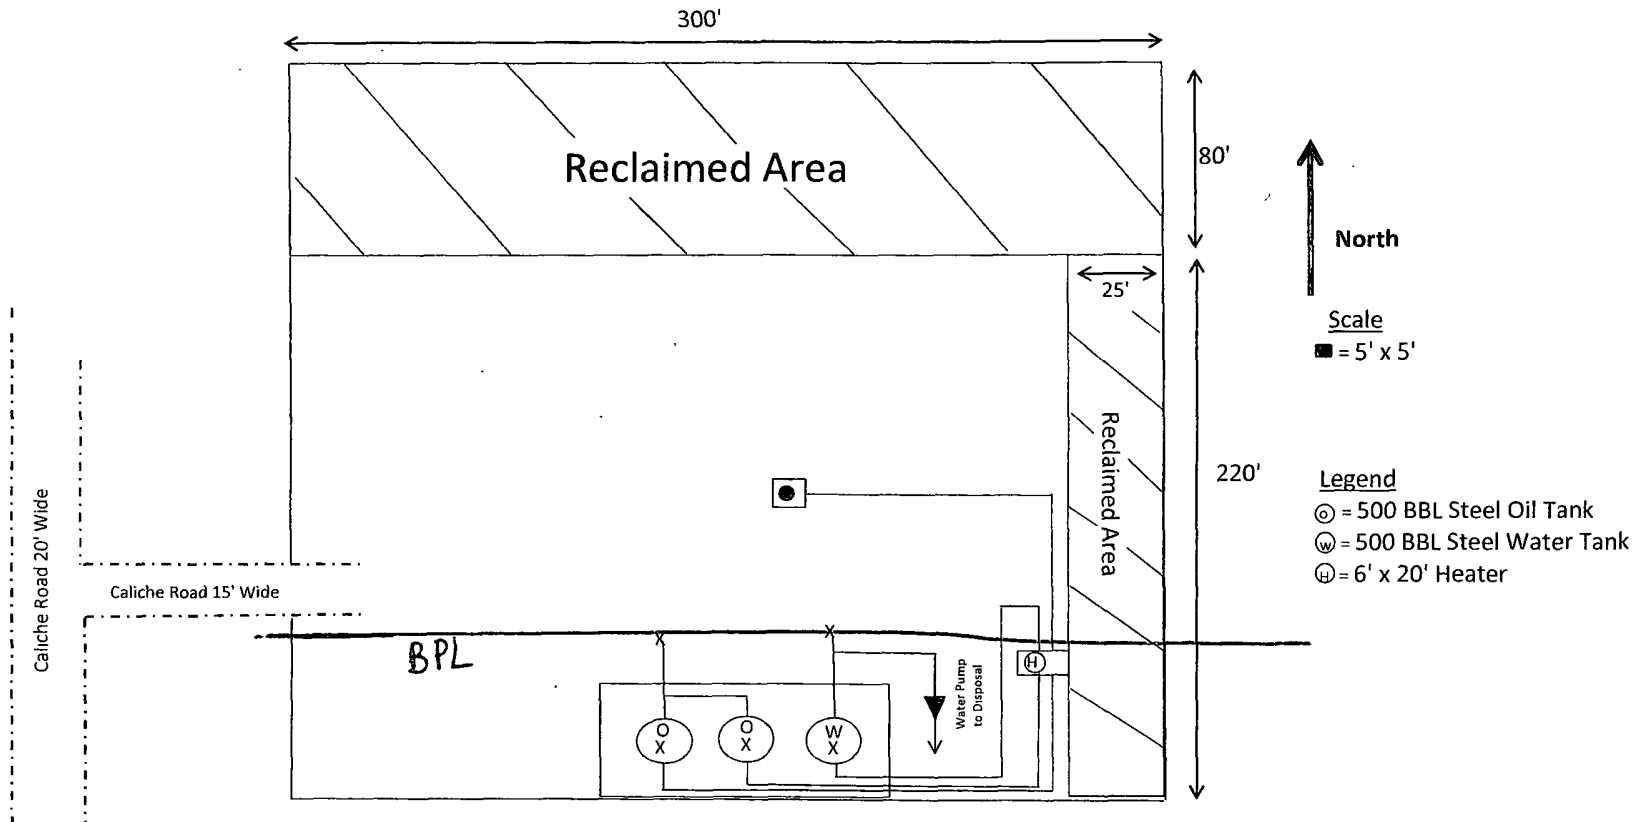 300'
Reclaimed Area
80'
North
25'
Scale
= 5' x 5'
Reclaimed Area
220'
Legend
O = 500 BBL Steel Oil Tank
W = 500 BBL Steel Water Tank
H = 6' x 20' Heater
Caliche Road 20' Wide
Caliche Road 15' Wide
X
X
BPL
H
Water Pump
to Disposal
O
X
O
X
W
X